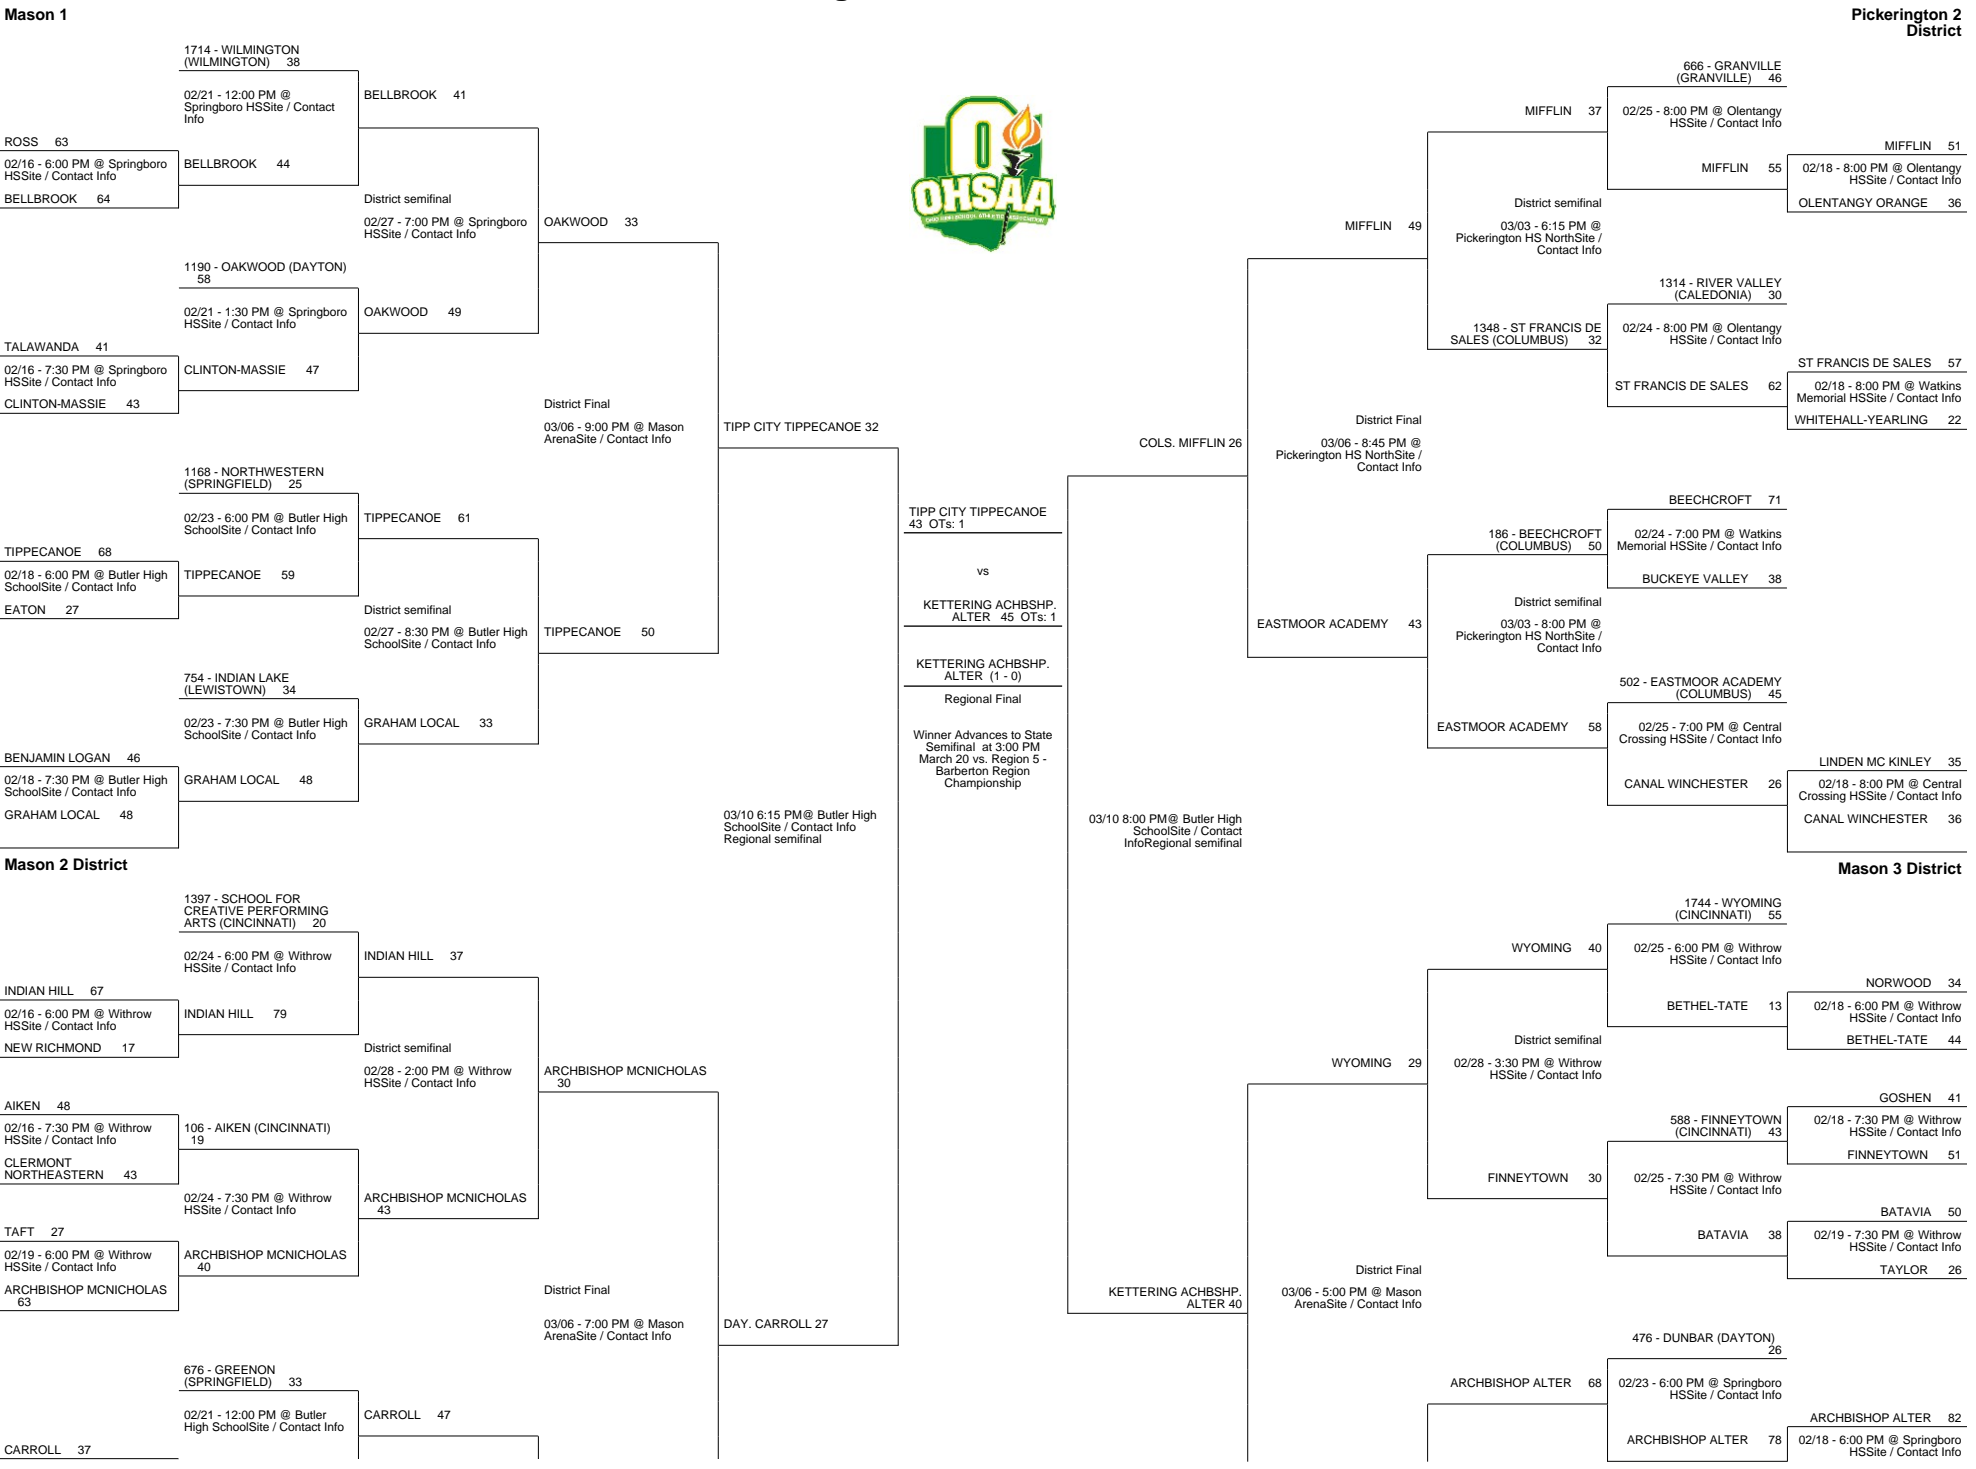 Mason 1
1714 - WILMINGTON
(WILMINGTON) 38
02/21 - 12:00 PM @
Springboro HSSite / Contact
Info
BELLBROOK 41
ROSS 63
02/16 - 6:00 PM @ Springboro
HSSite / Contact Info
BELLBROOK 64
BELLBROOK 44
District semifinal
02/27 - 7:00 PM @ Springboro
HSSite / Contact Info
OAKWOOD 33
1190 - OAKWOOD (DAYTON)
58
02/21 - 1:30 PM @ Springboro
HSSite / Contact Info
OAKWOOD 49
TALAWANDA 41
02/16 - 7:30 PM @ Springboro
HSSite / Contact Info
CLINTON-MASSIE 43
CLINTON-MASSIE 47
District Final
03/06 - 9:00 PM @ Mason
ArenaSite / Contact Info
TIPP CITY TIPPECANOE 32
1168 - NORTHWESTERN
(SPRINGFIELD) 25
02/23 - 6:00 PM @ Butler High
SchoolSite / Contact Info
TIPPECANOE 61
TIPPECANOE 68
02/18 - 6:00 PM @ Butler High
SchoolSite / Contact Info
EATON 27
TIPPECANOE 59
District semifinal
02/27 - 8:30 PM @ Butler High
SchoolSite / Contact Info
TIPPECANOE 50
754 - INDIAN LAKE
(LEWISTOWN) 34
02/23 - 7:30 PM @ Butler High
SchoolSite / Contact Info
GRAHAM LOCAL 33
BENJAMIN LOGAN 46
02/18 - 7:30 PM @ Butler High
SchoolSite / Contact Info
GRAHAM LOCAL 48
GRAHAM LOCAL 48
03/10 6:15 PM@ Butler High
SchoolSite / Contact Info
Regional semifinal
Mason 2 District
1397 - SCHOOL FOR
CREATIVE PERFORMING
ARTS (CINCINNATI) 20
02/24 - 6:00 PM @ Withrow
HSSite / Contact Info
INDIAN HILL 37
INDIAN HILL 67
02/16 - 6:00 PM @ Withrow
HSSite / Contact Info
NEW RICHMOND 17
INDIAN HILL 79
District semifinal
02/28 - 2:00 PM @ Withrow
HSSite / Contact Info
ARCHBISHOP MCNICHOLAS
30
AIKEN 48
02/16 - 7:30 PM @ Withrow
HSSite / Contact Info
CLERMONT
NORTHEASTERN 43
106 - AIKEN (CINCINNATI)
19
02/24 - 7:30 PM @ Withrow
HSSite / Contact Info
ARCHBISHOP MCNICHOLAS
43
TAFT 27
02/19 - 6:00 PM @ Withrow
HSSite / Contact Info
ARCHBISHOP MCNICHOLAS
63
ARCHBISHOP MCNICHOLAS
40
District Final
03/06 - 7:00 PM @ Mason
ArenaSite / Contact Info
DAY. CARROLL 27
676 - GREENON
(SPRINGFIELD) 33
02/21 - 12:00 PM @ Butler
High SchoolSite / Contact Info
CARROLL 47
CARROLL 37
OHSAA
TIPP CITY TIPPECANOE
43 OTs: 1
vs
KETTERING ACHBSHP.
ALTER 45 OTs: 1
KETTERING ACHBSHP.
ALTER (1 - 0)
Regional Final
Winner Advances to State
Semifinal at 3:00 PM
March 20 vs. Region 5 -
Barberton Region
Championship
Pickerington 2
District
666 - GRANVILLE
(GRANVILLE) 46
MIFFLIN 37
02/25 - 8:00 PM @ Olentangy
HSSite / Contact Info
MIFFLIN 51
MIFFLIN 55
02/18 - 8:00 PM @ Olentangy
HSSite / Contact Info
OLENTANGY ORANGE 36
District semifinal
MIFFLIN 49
03/03 - 6:15 PM @
Pickerington HS NorthSite /
Contact Info
1314 - RIVER VALLEY
(CALEDONIA) 30
1348 - ST FRANCIS DE
SALES (COLUMBUS) 32
02/24 - 8:00 PM @ Olentangy
HSSite / Contact Info
ST FRANCIS DE SALES 57
ST FRANCIS DE SALES 62
02/18 - 8:00 PM @ Watkins
Memorial HSSite / Contact Info
WHITEHALL-YEARLING 22
District Final
COLS. MIFFLIN 26
03/06 - 8:45 PM @
Pickerington HS NorthSite /
Contact Info
BEECHCROFT 71
186 - BEECHCROFT
(COLUMBUS) 50
02/24 - 7:00 PM @ Watkins
Memorial HSSite / Contact Info
BUCKEYE VALLEY 38
District semifinal
EASTMOOR ACADEMY 43
03/03 - 8:00 PM @
Pickerington HS NorthSite /
Contact Info
502 - EASTMOOR ACADEMY
(COLUMBUS) 45
EASTMOOR ACADEMY 58
02/25 - 7:00 PM @ Central
Crossing HSSite / Contact Info
LINDEN MC KINLEY 35
CANAL WINCHESTER 26
02/18 - 8:00 PM @ Central
Crossing HSSite / Contact Info
CANAL WINCHESTER 36
03/10 8:00 PM@ Butler High
SchoolSite / Contact
InfoRegional semifinal
Mason 3 District
1744 - WYOMING
(CINCINNATI) 55
WYOMING 40
02/25 - 6:00 PM @ Withrow
HSSite / Contact Info
NORWOOD 34
BETHEL-TATE 13
02/18 - 6:00 PM @ Withrow
HSSite / Contact Info
BETHEL-TATE 44
District semifinal
WYOMING 29
02/28 - 3:30 PM @ Withrow
HSSite / Contact Info
GOSHEN 41
588 - FINNEYTOWN
(CINCINNATI) 43
02/18 - 7:30 PM @ Withrow
HSSite / Contact Info
FINNEYTOWN 51
FINNEYTOWN 30
02/25 - 7:30 PM @ Withrow
HSSite / Contact Info
BATAVIA 50
BATAVIA 38
02/19 - 7:30 PM @ Withrow
HSSite / Contact Info
TAYLOR 26
District Final
KETTERING ACHBSHP.
ALTER 40
03/06 - 5:00 PM @ Mason
ArenaSite / Contact Info
476 - DUNBAR (DAYTON)
26
ARCHBISHOP ALTER 68
02/23 - 6:00 PM @ Springboro
HSSite / Contact Info
ARCHBISHOP ALTER 82
ARCHBISHOP ALTER 78
02/18 - 6:00 PM @ Springboro
HSSite / Contact Info